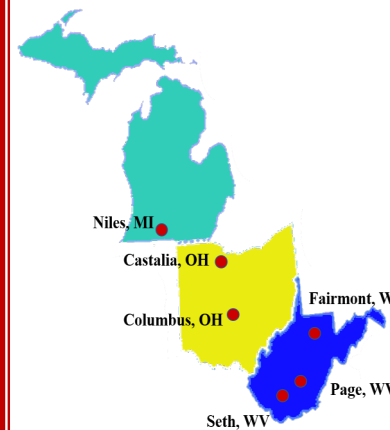 Niles, MI
Castalia, OH
Columbus, OH
Fairmont, W
Page, WV
Seth, WV